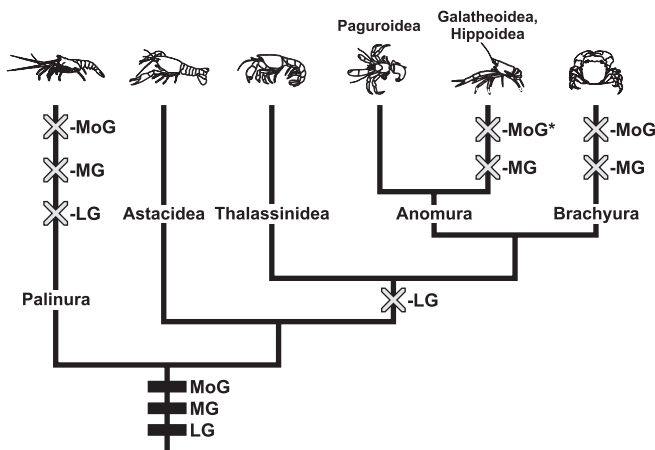 Paguroidea
Galatheoidea,
Hippoidea
-MoG
-MG
-LG
-MoG*
-MG
-MoG
-MG
Astacidea
Thalassinidea
Anomura
Brachyura
Palinura
-LG
MoG
MG
LG